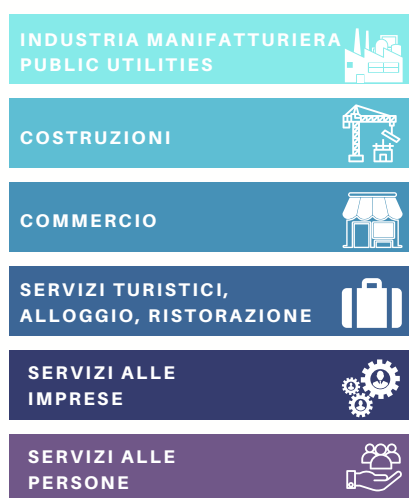 INDUSTRIA MANIFATTURIERA
PUBLIC UTILITIES
COSTRUZIONI
COMMERCIO
SERVIZI TURISTICI,
ALLOGGIO, RISTORAZIONE
SERVIZI ALLE
IMPRESE
SERVIZI ALLE
PERSONE